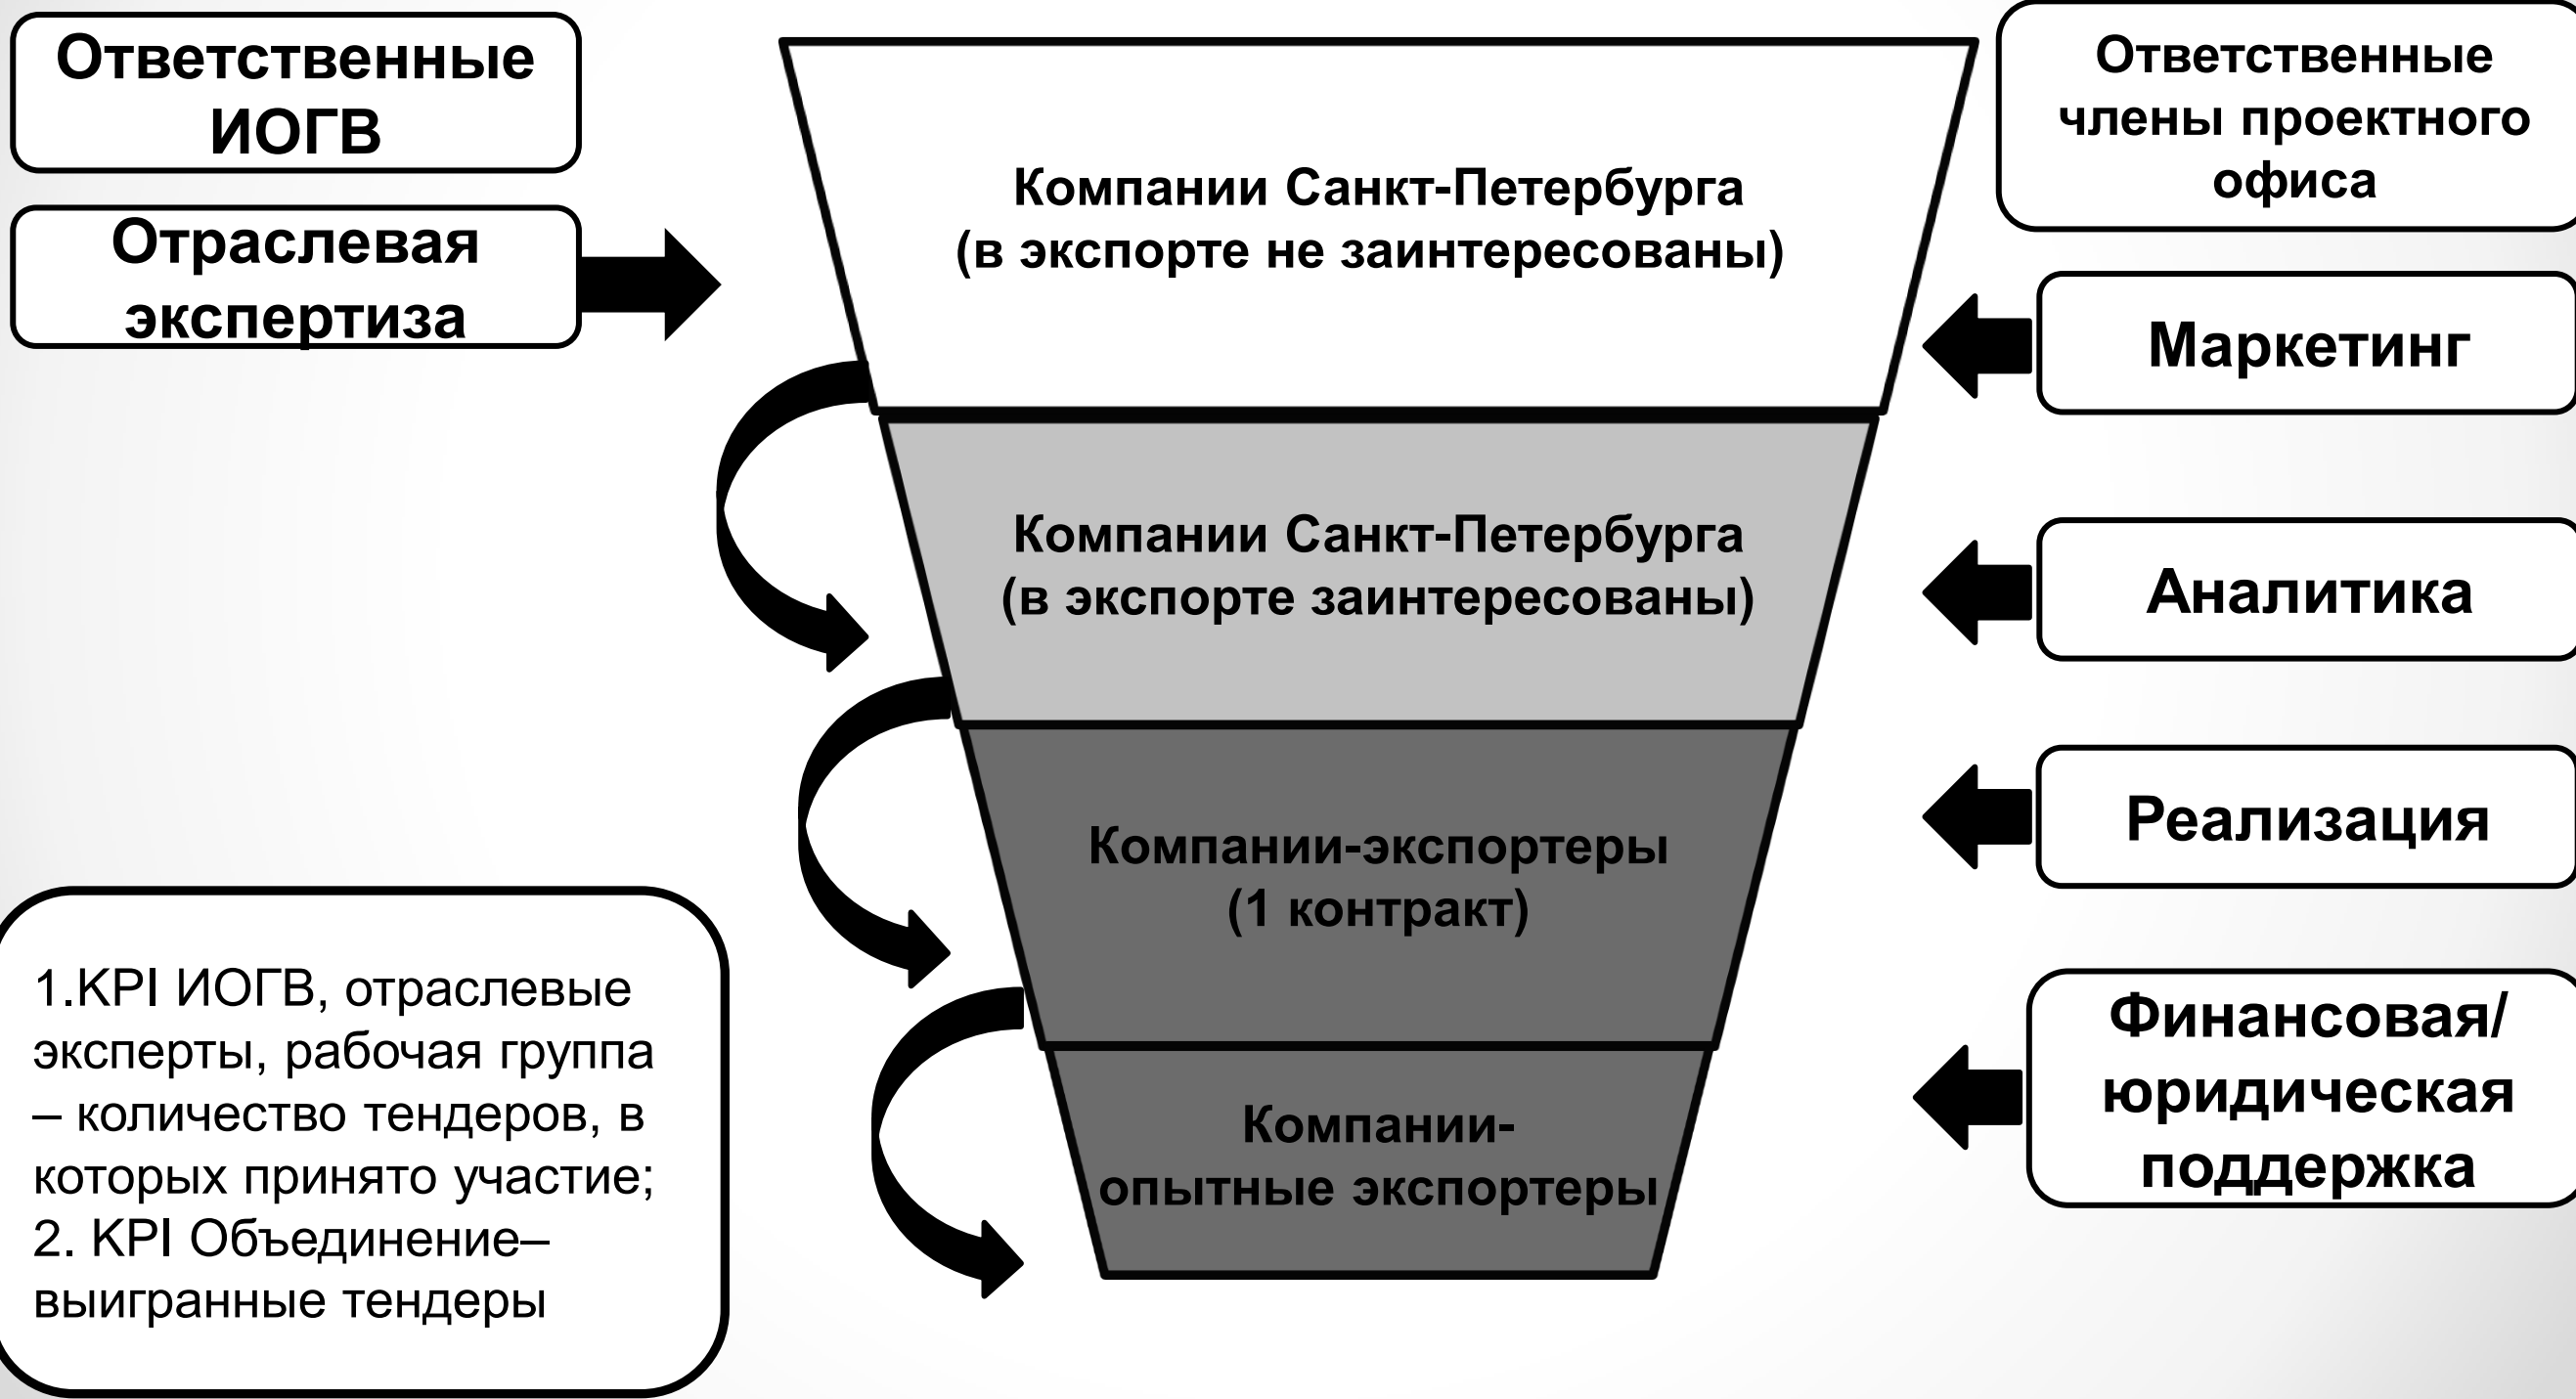 Ответственные
ИОГВ
Отраслевая
экспертиза
Компании Санкт-Петербурга
(в экспорте не заинтересованы)
Компании Санкт-Петербурга
(в экспорте заинтересованы)
Компании-экспортеры
(1 контракт)
Компании-
опытные экспортеры
Ответственные
члены проектного
офиса
Маркетинг
Аналитика
Реализация
Финансовая/
юридическая
поддержка
1.KPI ИОГВ, отраслевые
эксперты, рабочая группа
– количество тендеров, в
которых принято участие;
2. KPI Объединение–
выигранные тендеры